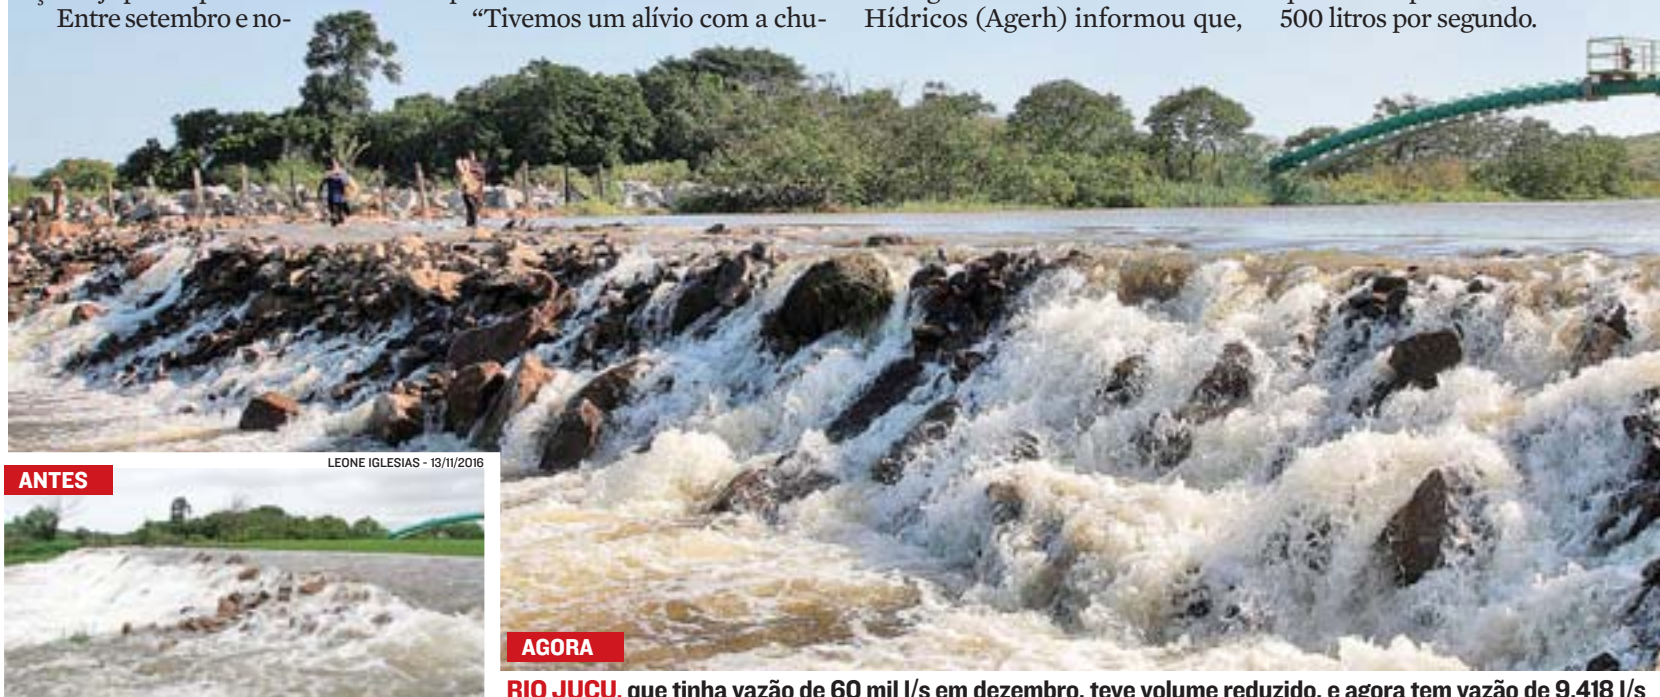 Entre setembro e no-
“Tivemos um alívio com a chu-
Hídricos (Agerh) informou que,
500 litros por segundo.
LEONE IGLESIAS - 13/11/2016
ANTES
AGORA
RIO JUCU, que tinha vazão de 60 mil l/s em dezembro, teve volume reduzido, e agora tem vazão de 9.418 l/s